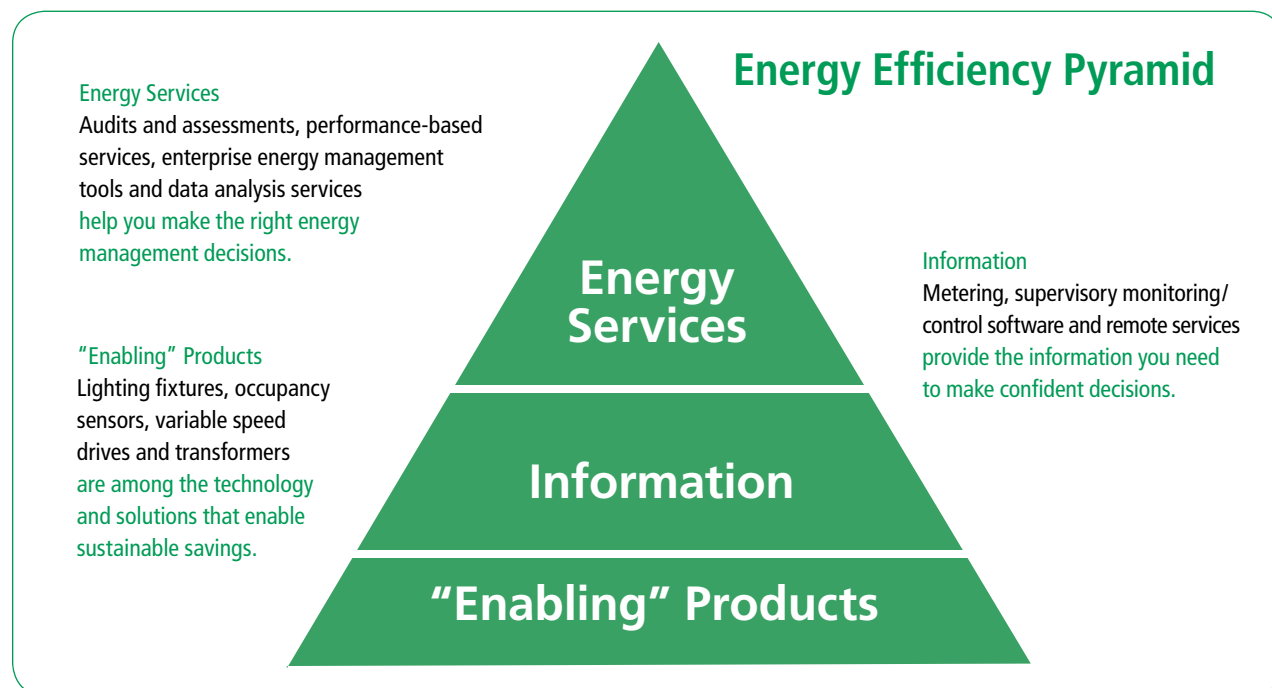 Energy Efficiency Pyramid
Energy Services
Audits and assessments, performance-based
services, enterprise energy management
tools and data analysis services
help you make the right energy
management decisions.
"Enabling" Products
Lighting fixtures, occupancy
sensors, variable speed
drives and transformers
are among the technology
and solutions that enable
sustainable savings.
Energy
Services
Information
"Enabling" Products
Information
Metering, supervisory monitoring/
control software and remote services
provide the information you need
to make confident decisions.